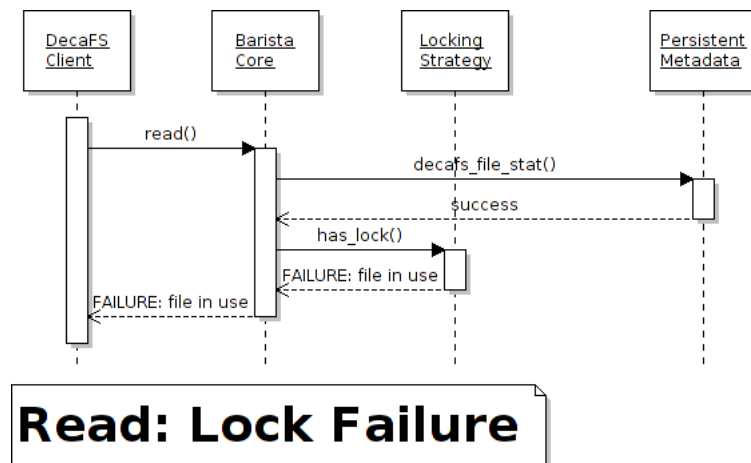 DecaFS
Client
Barista
Core
Locking
Strategy
Persistent
Metadata
read()
decafs_file_stat()
success
has_lock()
FAILURE: file in use
FAILURE: file in use
Read: Lock Failure